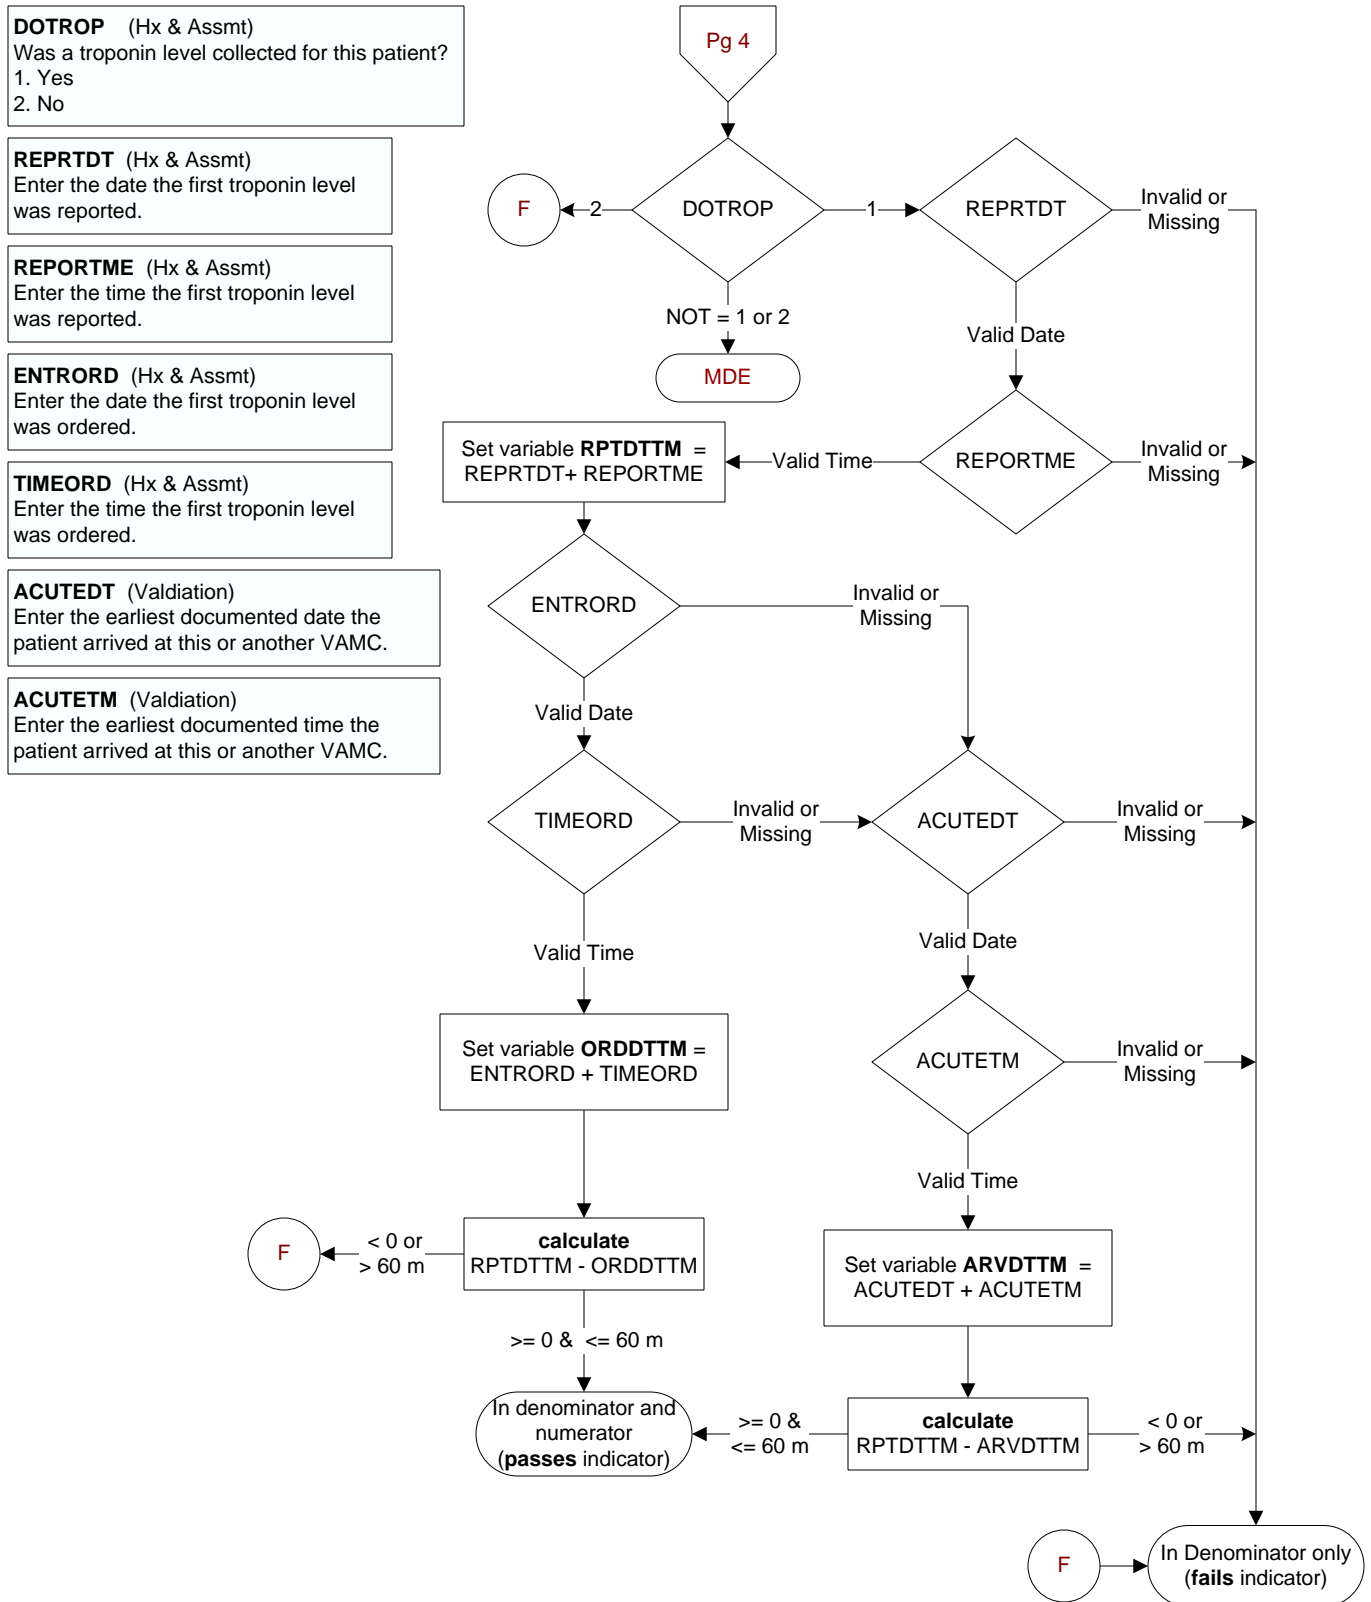 DOTROP (Hx & Assmt)
Was a troponin level collected for this patient?
1. Yes
2. No
REPRTDT (Hx & Assmt)
Enter the date the first troponin level
was reported.
REPORTME (Hx & Assmt)
Enter the time the first troponin level
was reported.
ENTRORD (Hx & Assmt)
Enter the date the first troponin level
was ordered.
TIMEORD (Hx & Assmt)
Enter the time the first troponin level
was ordered.
ACUTEDT (Valdiation)
Enter the earliest documented date the
patient arrived at this or another VAMC.
ACUTETM (Valdiation)
Enter the earliest documented time the
patient arrived at this or another VAMC.
Pg 4
F
2
DOTROP
1
REPRTDT
Invalid or
Missing
NOT = 1 or 2
MDE
Valid Date
Set variable RPTDTTM =
REPRTDT+ REPORTME
Valid Time
REPORTME
Invalid or
Missing
ENTRORD
Invalid or
Missing
Valid Date
TIMEORD
Invalid or
Missing
ACUTEDT
Invalid or
Missing
Valid Time
Valid Date
Set variable ORDDTTM =
ENTRORD + TIMEORD
ACUTETM
Invalid or
Missing
Valid Time
F
< 0 or
> 60 m
calculate
RPTDTTM - ORDDTTM
Set variable ARVDTTM =
ACUTEDT + ACUTETM
>= 0 & <= 60 m
In denominator and
numerator
(passes indicator)
>= 0 &
<= 60 m
calculate
RPTDTTM - ARVDTTM
< 0 or
> 60 m
F
In Denominator only
(fails indicator)